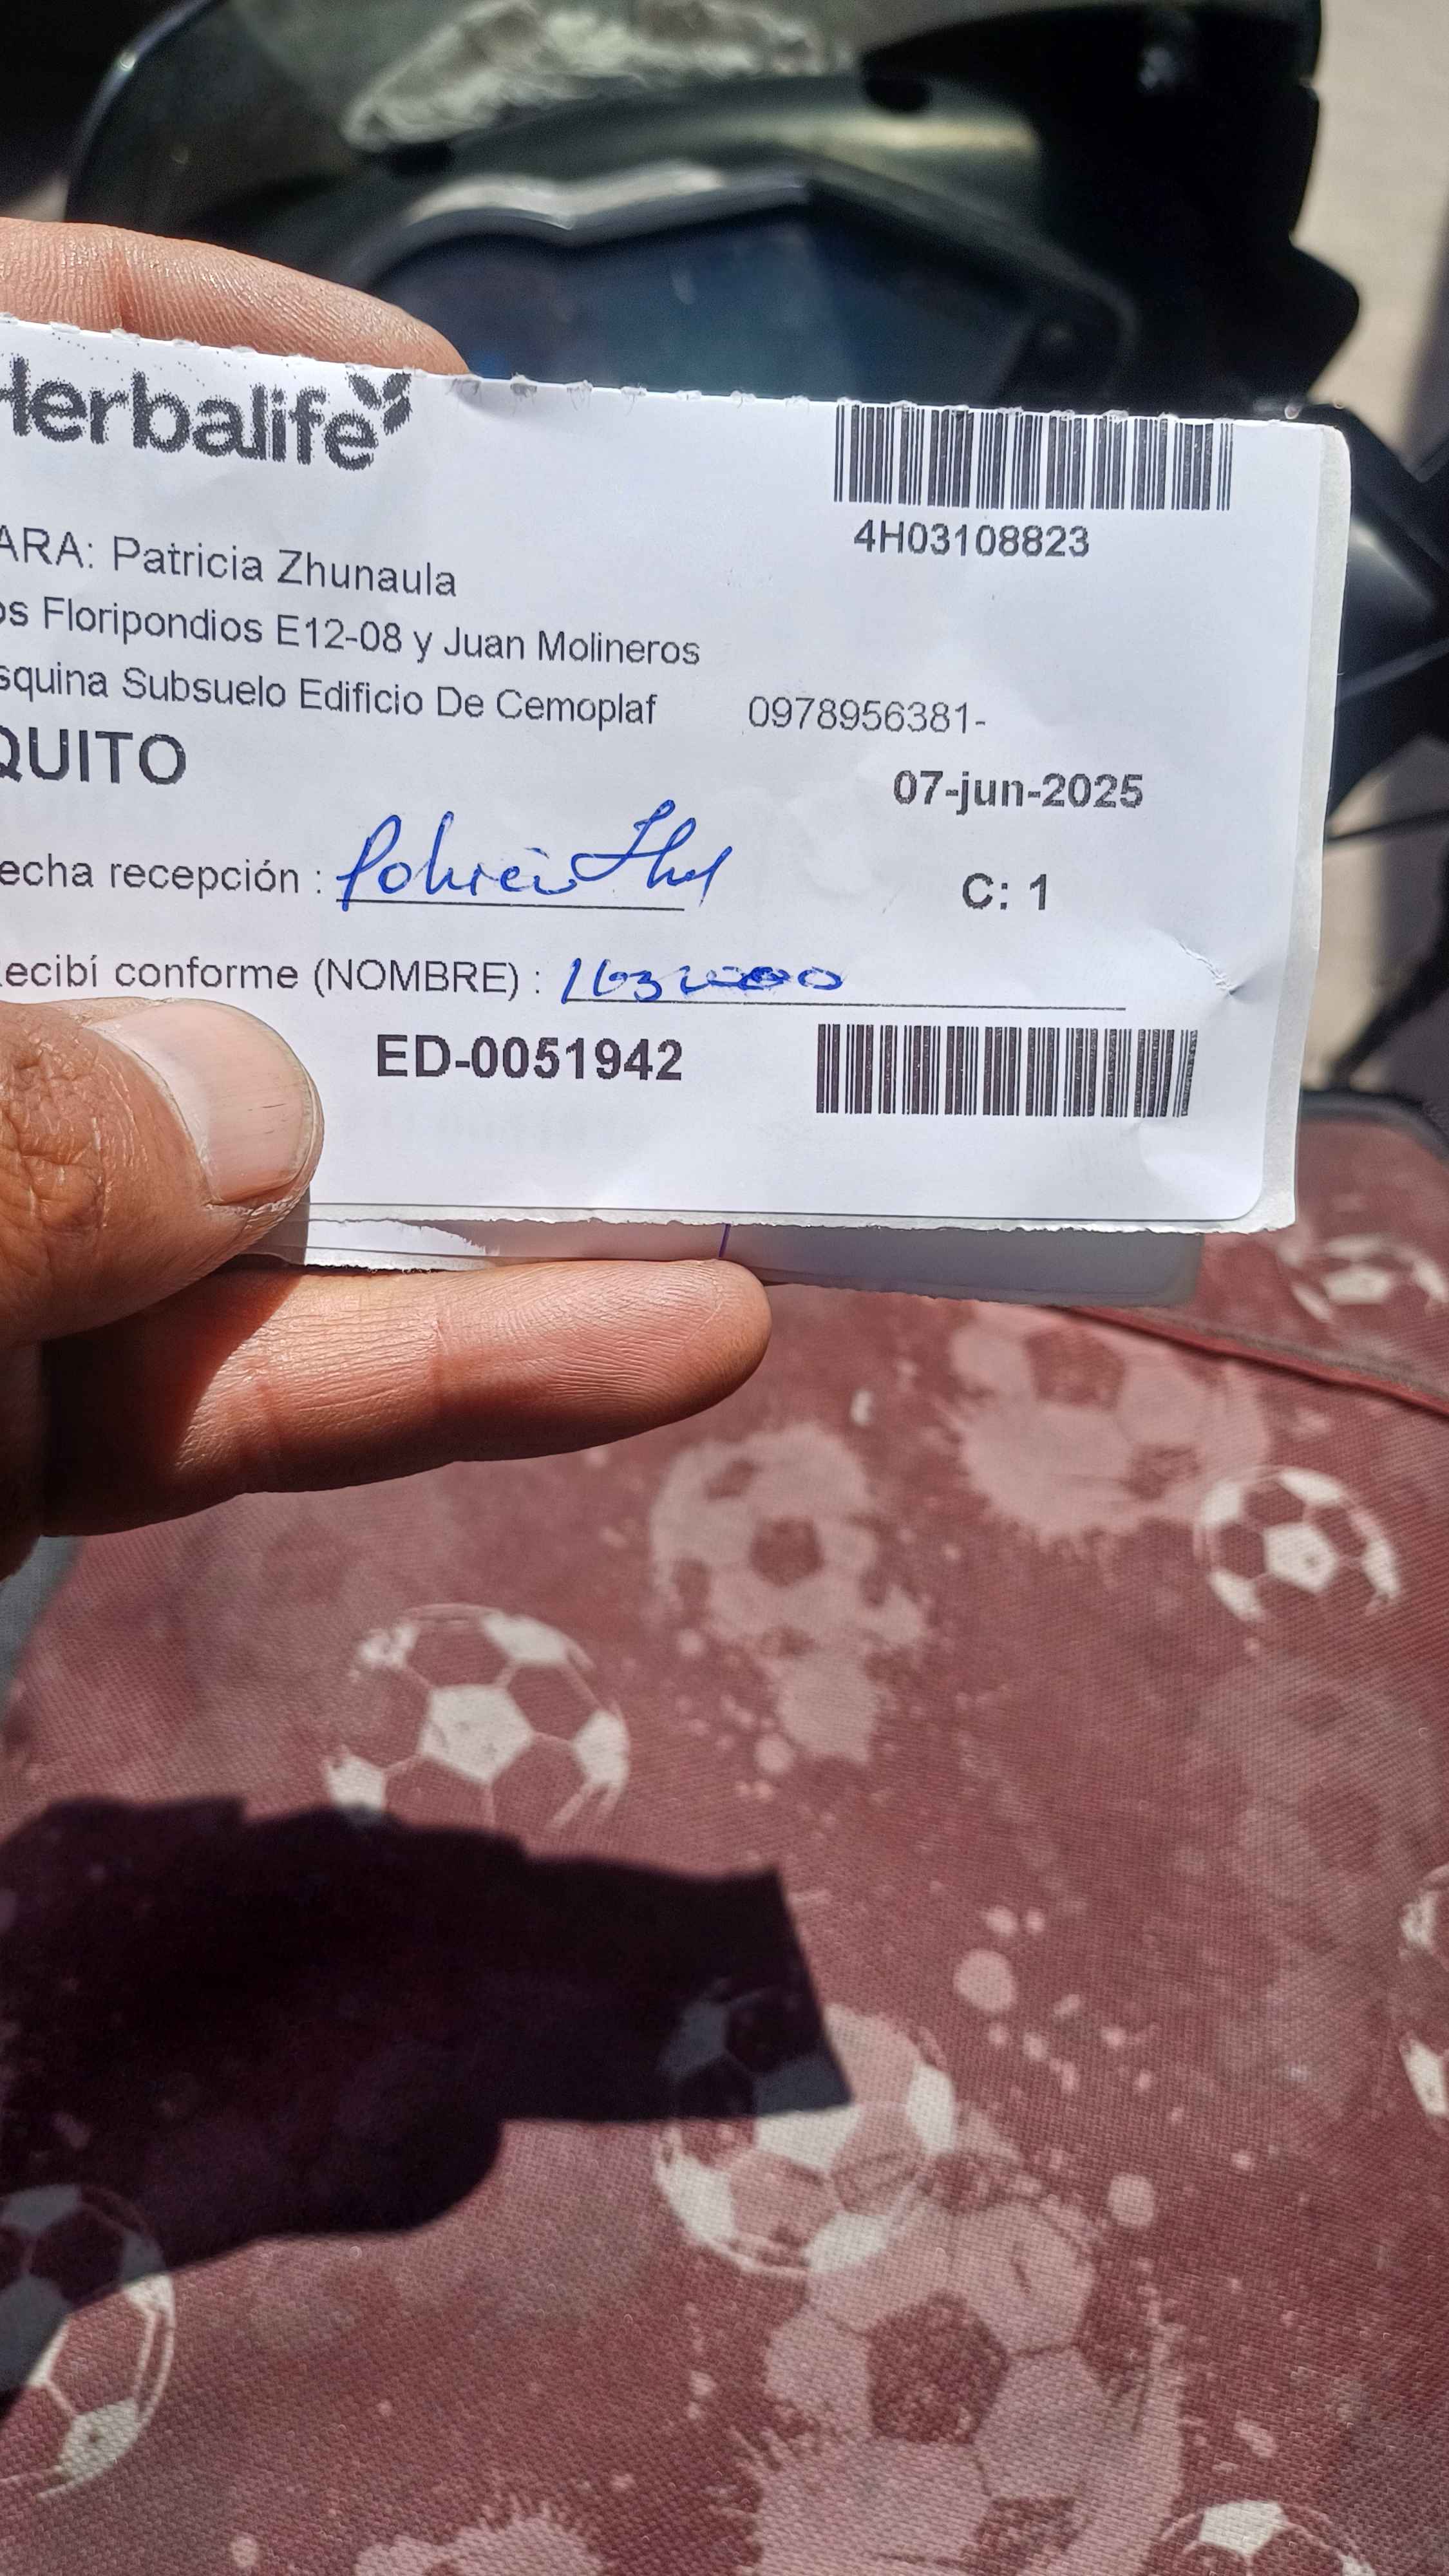 Herbalife
4H03108823
ARA: Patricia Zhunaula
os Floripondios E12-08 y Juan Molineros
squina Subsuelo Edificio De Cemoplaf 0978956381-
QUITO
07-jun-2025
echa recepción :
C: 1
ecibí conforme (NOMBRE) :
ED-0051942